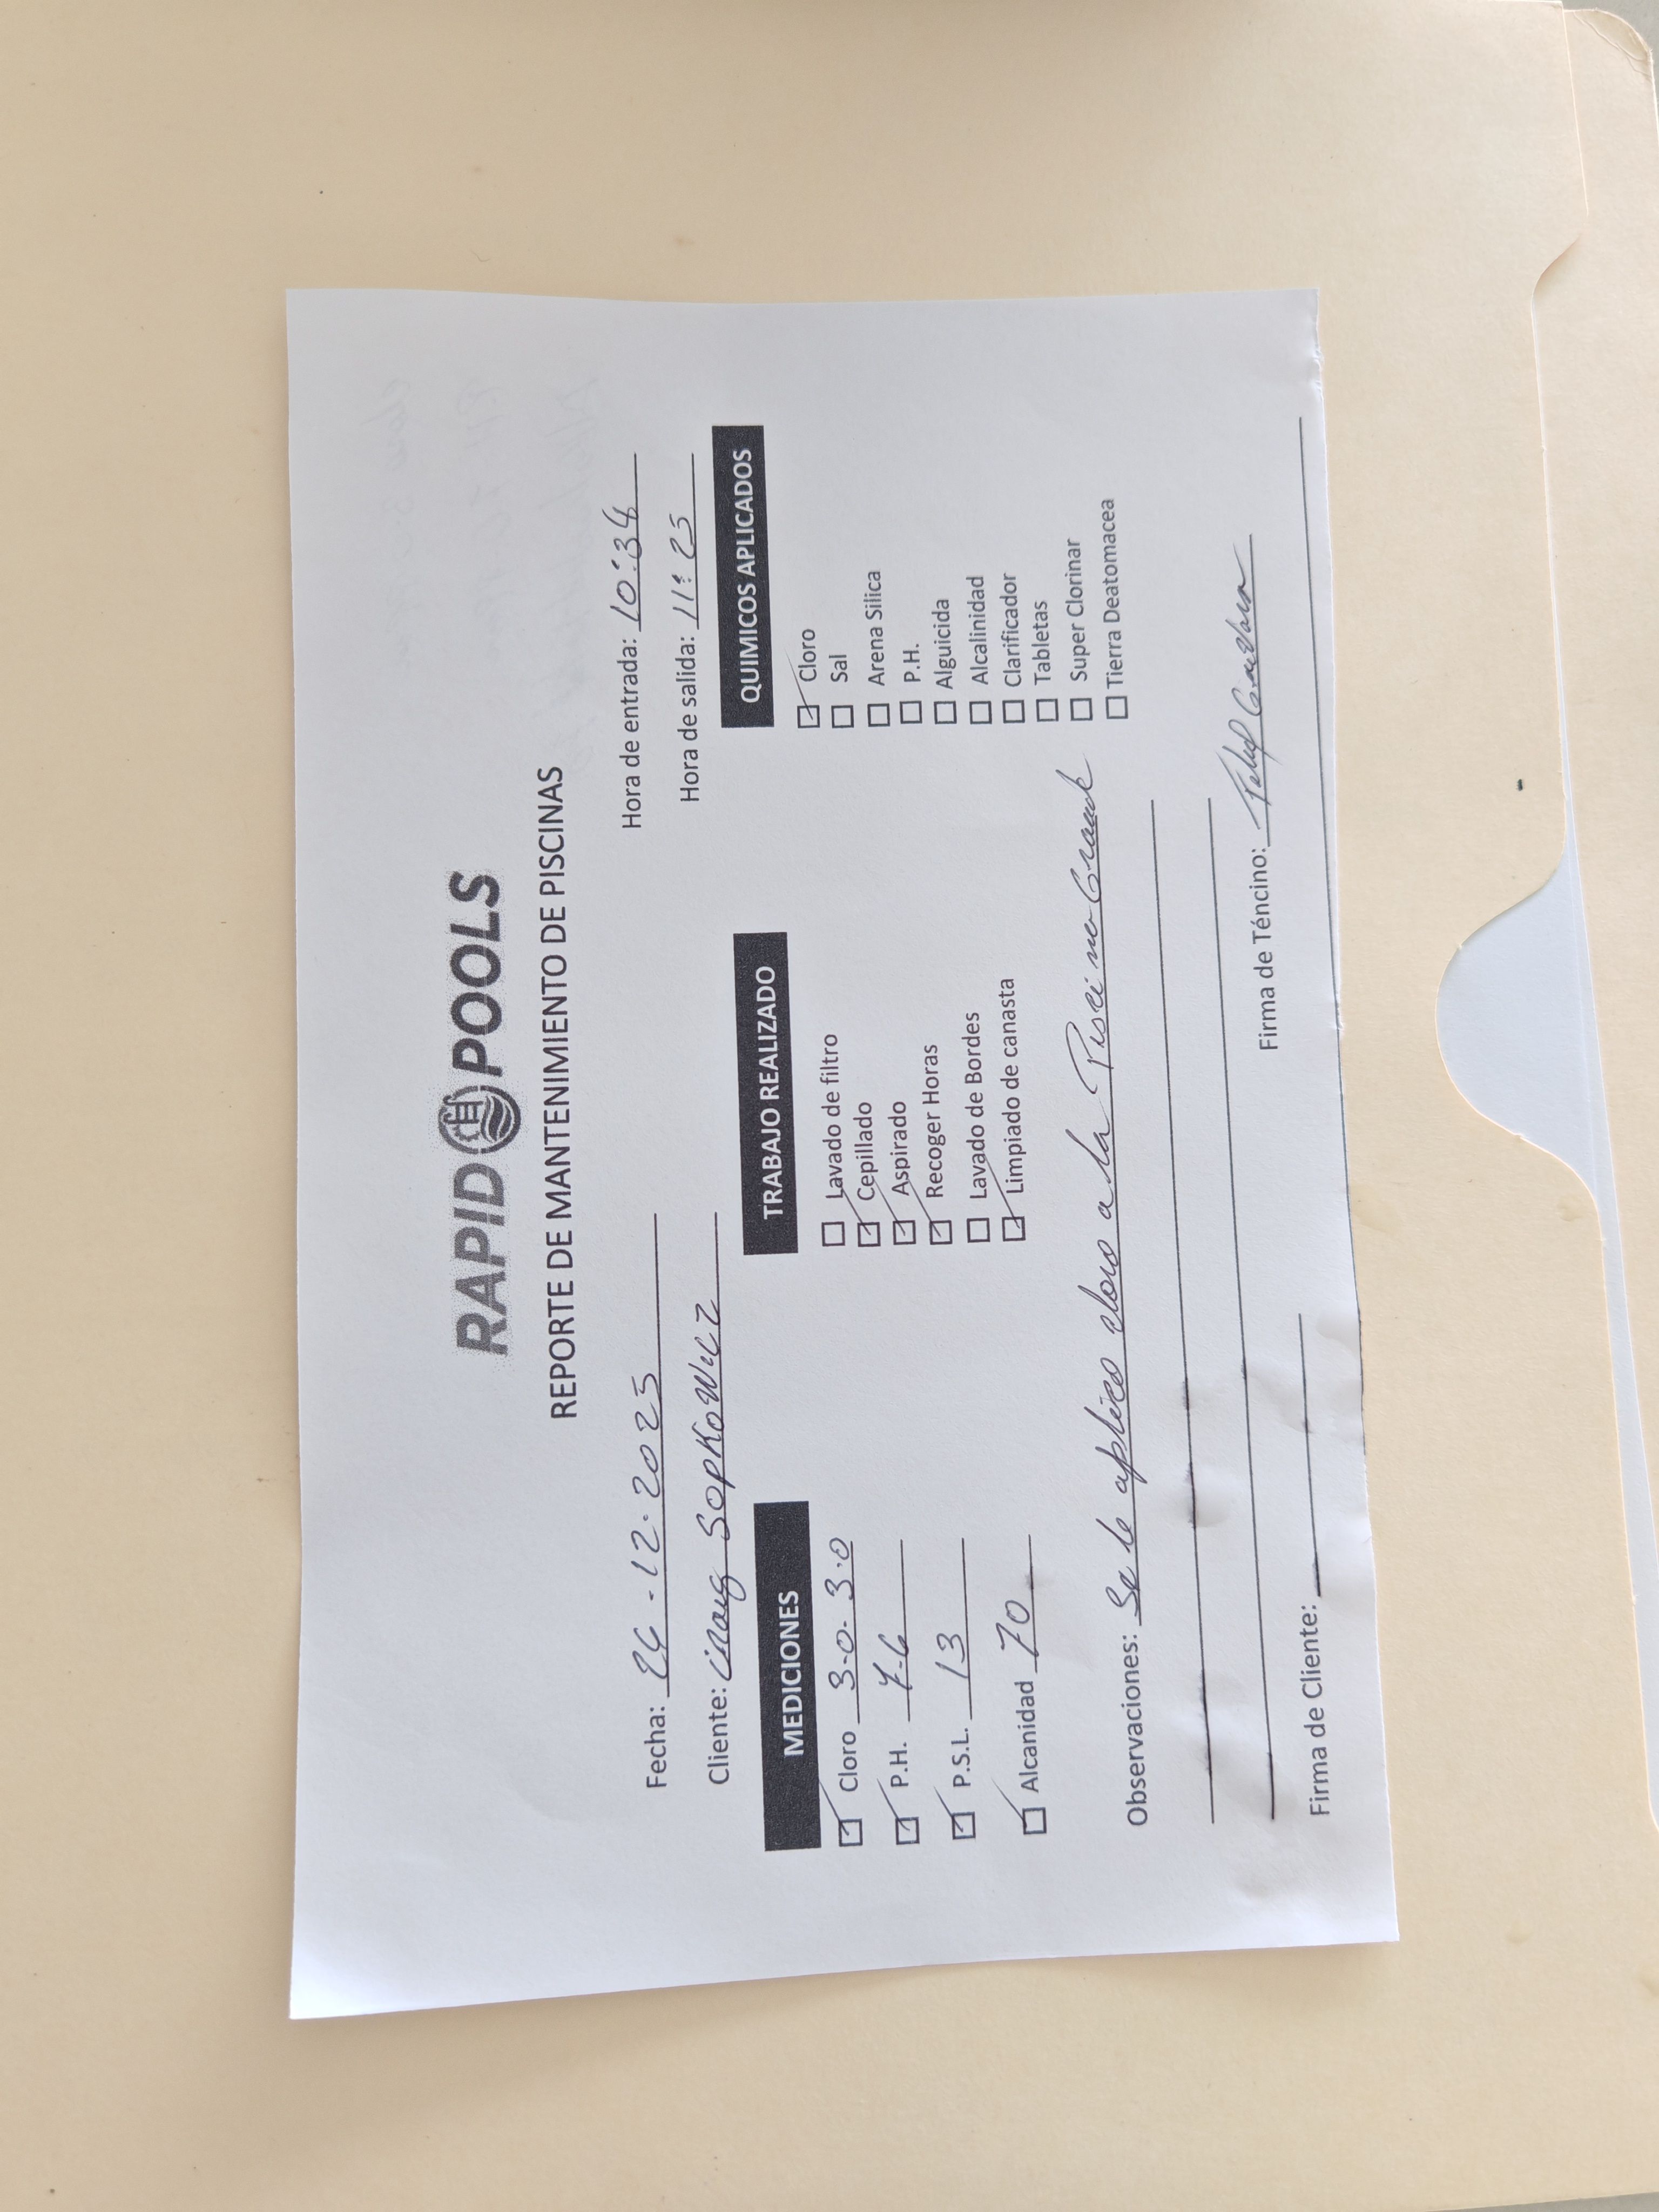 RAPID POOLS
REPORTE DE MANTENIMIENTO DE PISCINAS
Fecha: 24-12-2025 Hora de entrada: 10:34
Cliente: SOPKOWICZ Hora de salida: 11:25
MEDICIONES TRABAJO REALIZADO QUIMICOS APLICADOS
Cloro 3-0-3.0
P.H. 7-6
P.S.L. 13
Alcanidad 70
Lavado de filtro
Cepillado
Aspirado
Recoger Horas
Lavado de Bordes
Limpiado de canasta
Cloro
Sal
Arena Silica
P.H.
Alguicida
Alcalinidad
Clarificador
Tabletas
Super Clorinar
Tierra Deatomacea
Observaciones: Se le aplico cloro a la Piscina Grande
Firma de Cliente: Firma de Téncino: